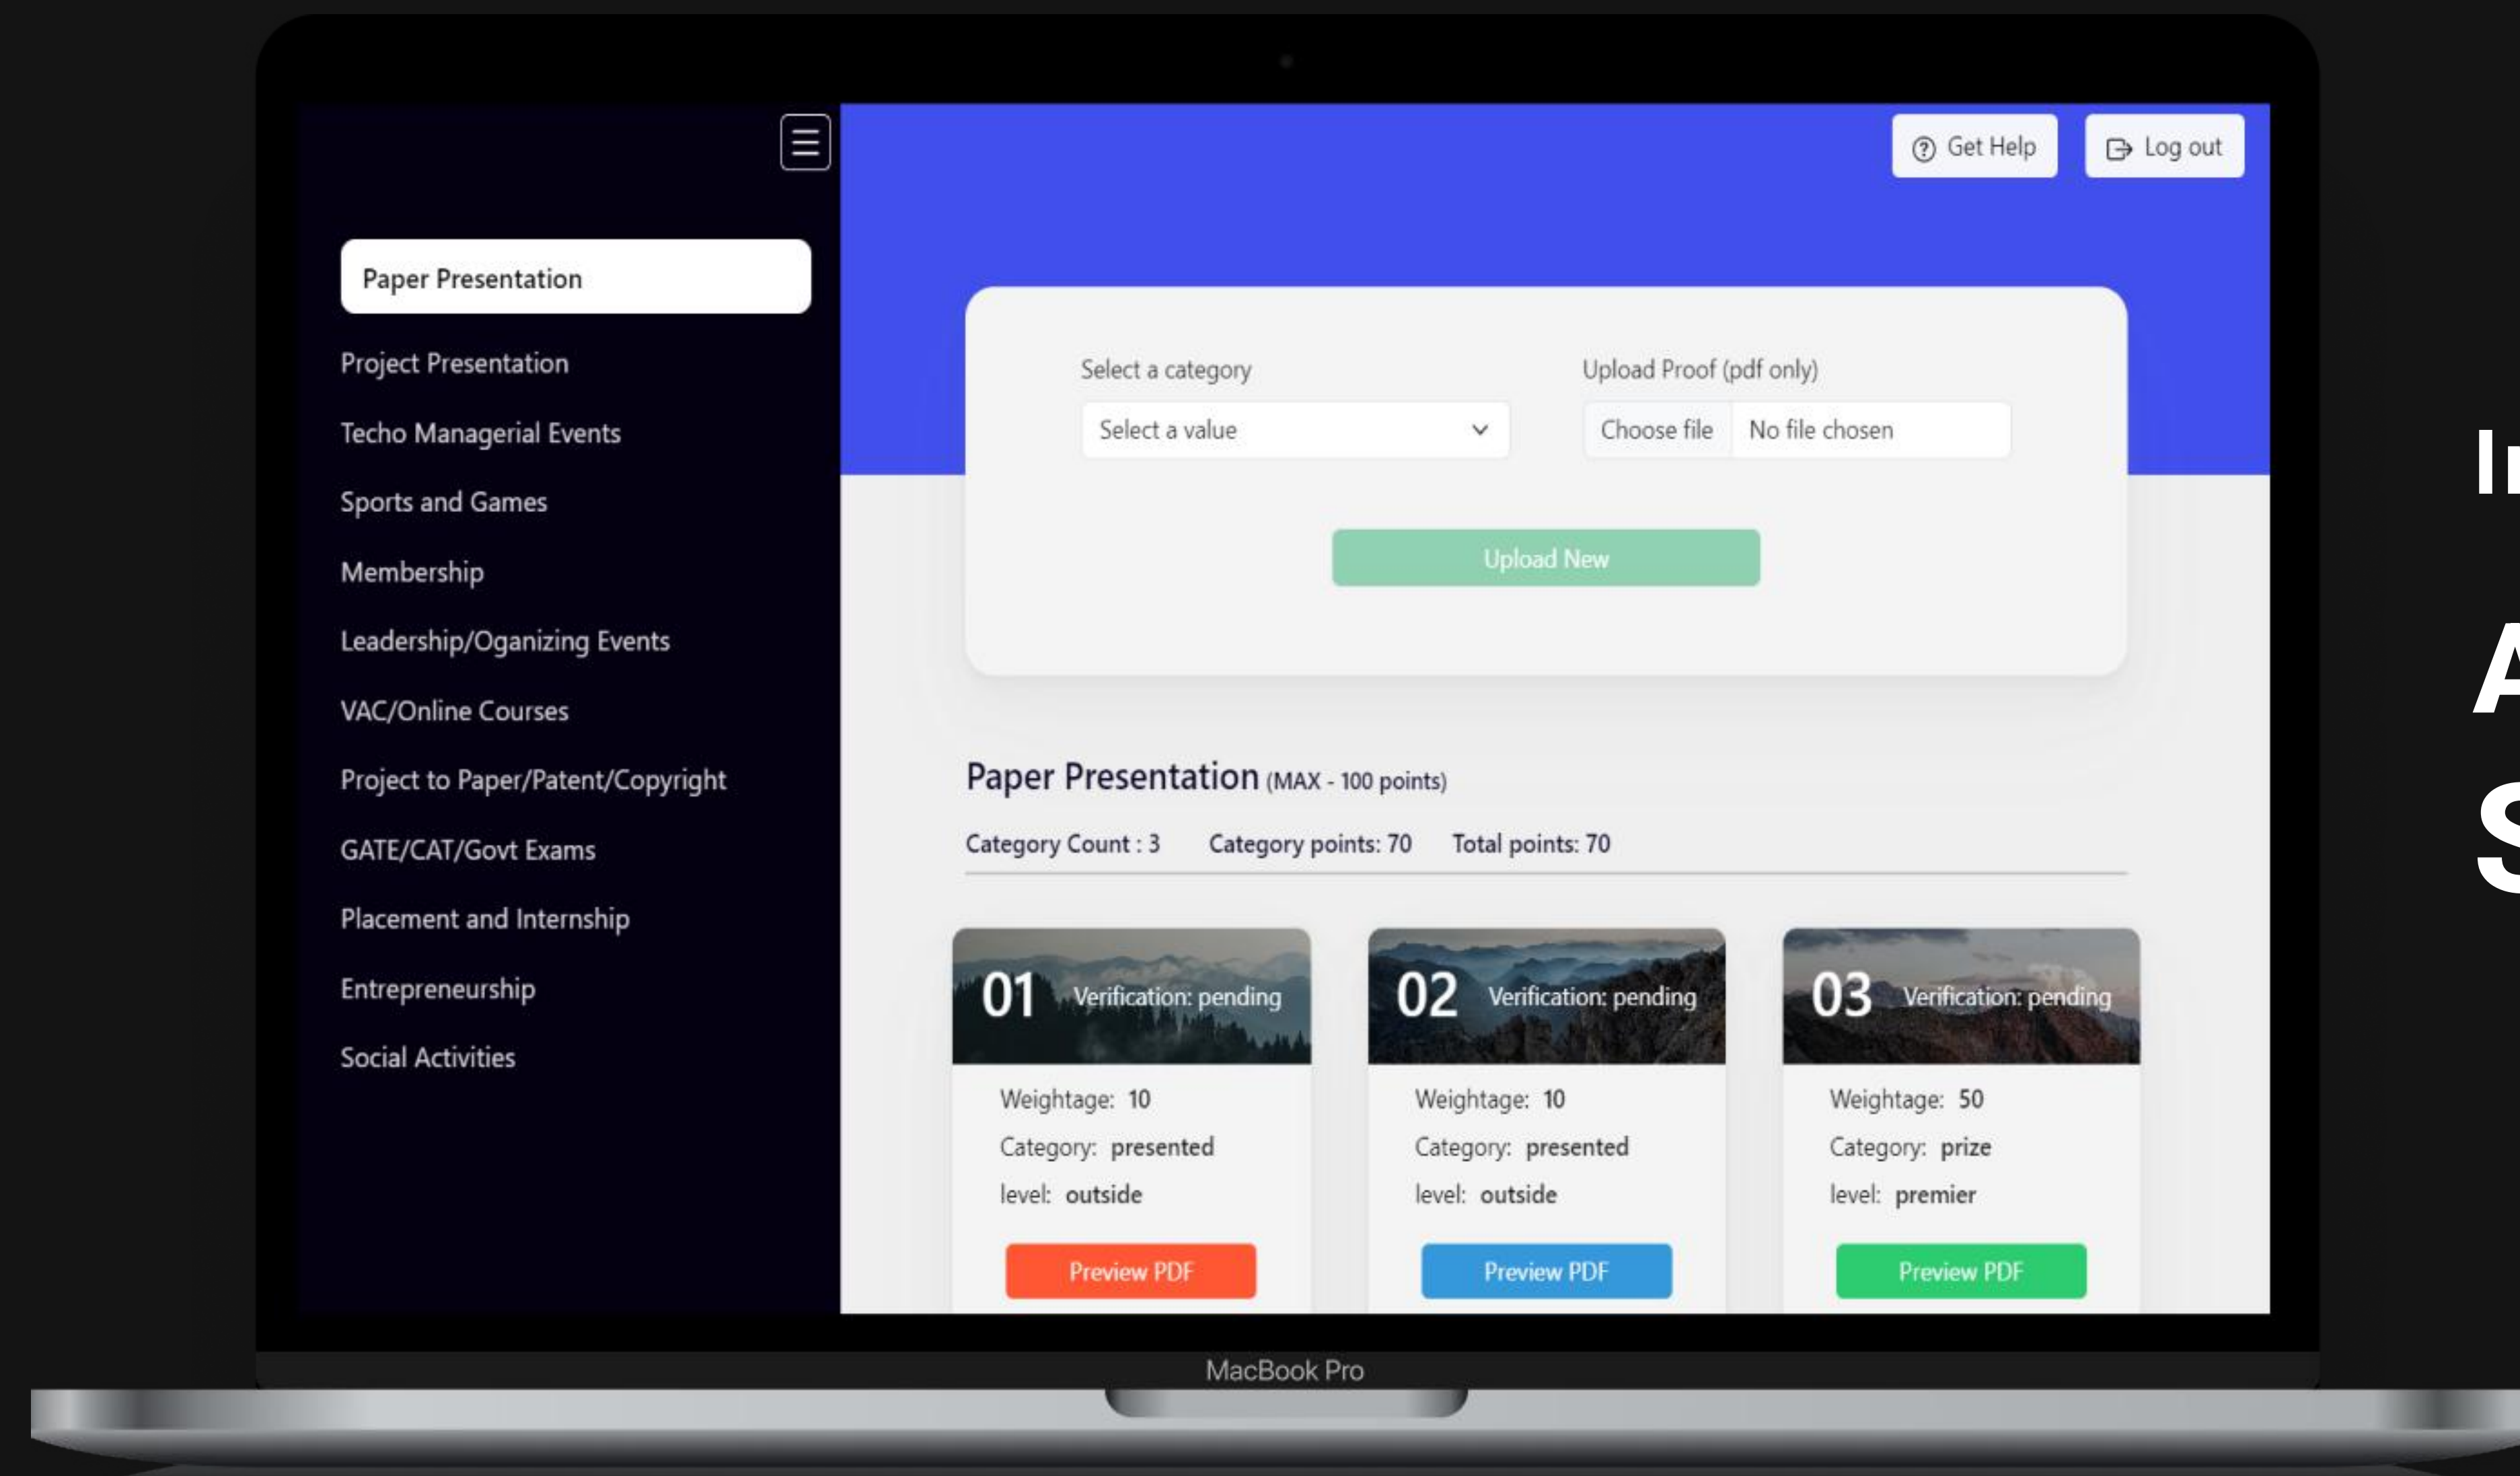 Get Help
Log out
Paper Presentation
Project Presentation
Techo Managerial Events
Sports and Games
Membership
Leadership/Oganizing Events
VAC/Online Courses
Project to Paper/Patent/Copyright
GATE/CAT/Govt Exams
Placement and Internship
Entrepreneurship
Social Activities
Select a category
Upload Proof (pdf only)
Select a value
Choose file No file chosen
Upload New
Paper Presentation (MAX - 100 points)
Category Count : 3 Category points: 70 Total points: 70
01 Verification: pending
Weightage: 10
Category: presented
level: outside
Preview PDF
02 Verification: pending
Weightage: 10
Category: presented
level: outside
Preview PDF
03 Verification: pending
Weightage: 50
Category: prize
level: premier
Preview PDF
MacBook Pro